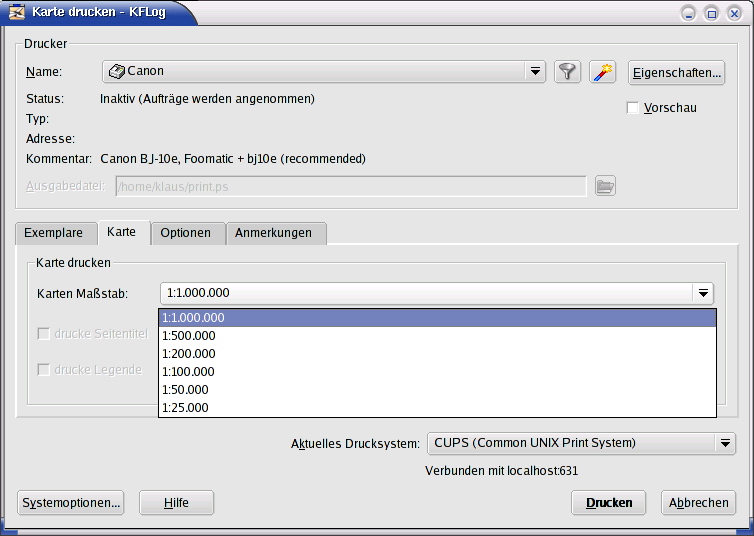 Karte drucken - KFLog
Drucker
Name: Canon Eigenschaften...
Status: Inaktiv (Aufträge werden angenommen)
Vorschau
Typ:
Adresse:
Kommentar: Canon BJ-10e, Foomatic + bj10e (recommended)
Ausgabedatei: /home/klaus/print.ps
Exemplare Karte Optionen Anmerkungen
Karte drucken
Karten Maßstab: 1:1.000.000
1:1.000.000
drucke Seitentitel 1:500.000
1:200.000
drucke Legende 1:100.000
1:50.000
1:25.000
Aktuelles Drucksystem: CUPS (Common UNIX Print System)
Verbunden mit localhost:631
Systemoptionen... Hilfe Drucken Abbrechen